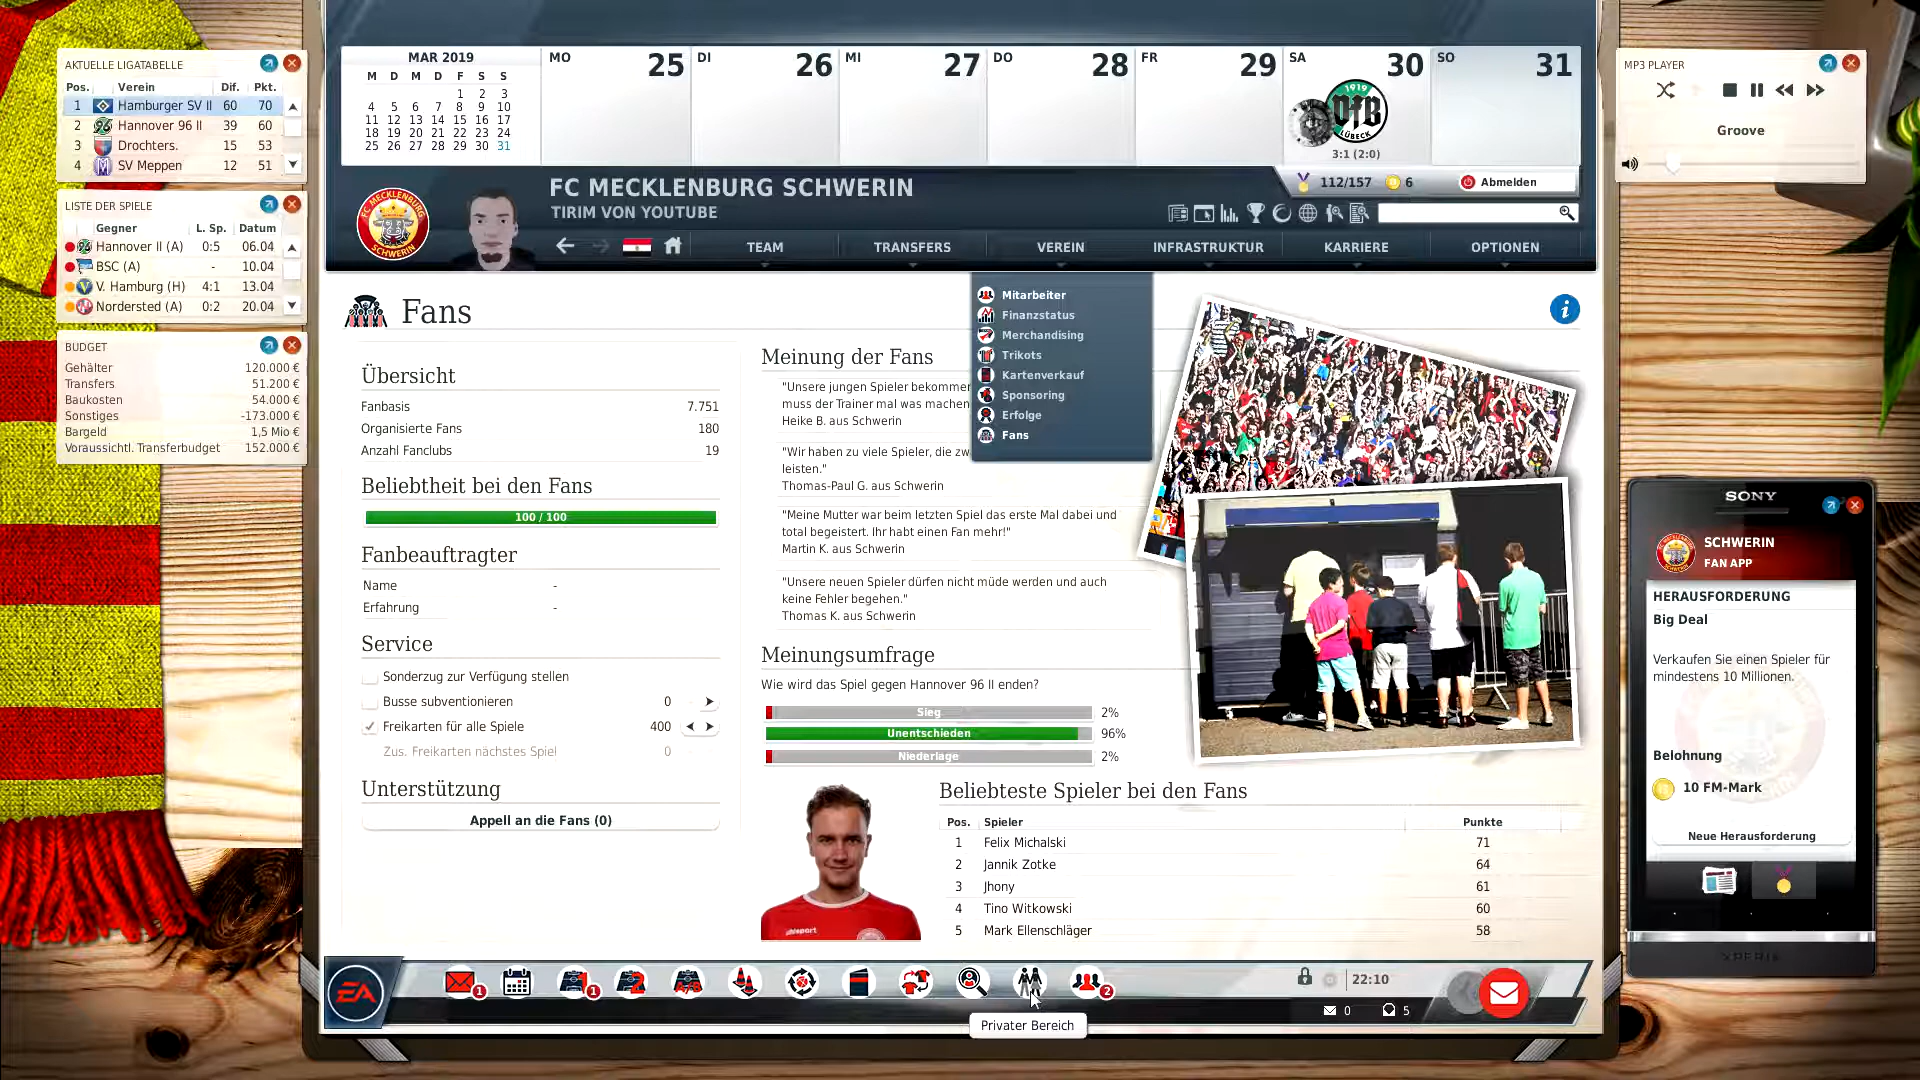 AKTUELLE LIGATABELLE
Pos. Verein Dif. Pkt.
1 Hamburger SV II 60 70
2 Hannover 96 II 39 60
3 Drochters. 15 53
4 SV Meppen 12 51
LISTE DER SPIELE
Gegner L. Sp. Datum
Hannover II (A) 0:5 06.04
BSC (A) - 10.04
V. Hamburg (H) 4:1 13.04
Nordersted (A) 0:2 20.04
BUDGET
Gehälter 120.000 €
Transfers 51.200 €
Baukosten 54.000 €
Sonstiges -173.000 €
Bargeld 1,5 Mio €
Voraussichtl. Transferbudget 152.000 €
MAR 2019
M D M D F S S
1 2 3
4 5 6 7 8 9 10
11 12 13 14 15 16 17
18 19 20 21 22 23 24
25 26 27 28 29 30 31
MO 25
DI 26
MI 27
DO 28
FR 29
SA 30
SO 31
1919
VfB
LÜBECK
3:1 (2:0)
FC MECKLENBURG SCHWERIN
TIRIM VON YOUTUBE
112/157 6 Abmelden
FC MECKLENBURG
SCHWERIN
TEAM TRANSFERS VEREIN INFRASTRUKTUR KARRIERE OPTIONEN
Mitarbeiter
Finanzstatus
Merchandising
Trikots
Kartenverkauf
Sponsoring
Erfolge
Fans
Fans
Übersicht
Fanbasis 7.751
Organisierte Fans 180
Anzahl Fanclubs 19
Beliebtheit bei den Fans
100 / 100
Fanbeauftragter
Name -
Erfahrung -
Service
Sonderzug zur Verfügung stellen
Busse subventionieren 0
Freikarten für alle Spiele 400
Zus. Freikarten nächstes Spiel 0
Unterstützung
Appell an die Fans (0)
Meinung der Fans
"Unsere jungen Spieler bekommen
muss der Trainer mal was machen
Heike B. aus Schwerin
"Wir haben zu viele Spieler, die
leisten."
Thomas-Paul G. aus Schwerin
"Meine Mutter war beim letzten Spiel das erste Mal dabei und
total begeistert. Ihr habt einen Fan mehr!"
Martin K. aus Schwerin
"Unsere neuen Spieler dürfen nicht müde werden und auch
keine Fehler begehen."
Thomas K. aus Schwerin
Meinungsumfrage
Wie wird das Spiel gegen Hannover 96 II enden?
Sieg 2%
Unentschieden 96%
Niederlage 2%
uhlsport
Beliebteste Spieler bei den Fans
Pos. Spieler Punkte
1 Felix Michalski 71
2 Jannik Zotke 64
3 Jhony 61
4 Tino Witkowski 60
5 Mark Ellenschläger 58
MP3 PLAYER
Groove
SONY
SCHWERIN
FAN APP
HERAUSFORDERUNG
Big Deal
Verkaufen Sie einen Spieler für
mindestens 10 Millionen.
Belohnung
10 FM-Mark
Neue Herausforderung
XPERIA
EA
1
1
1
2
A/B
2
22:10
0 5
Privater Bereich